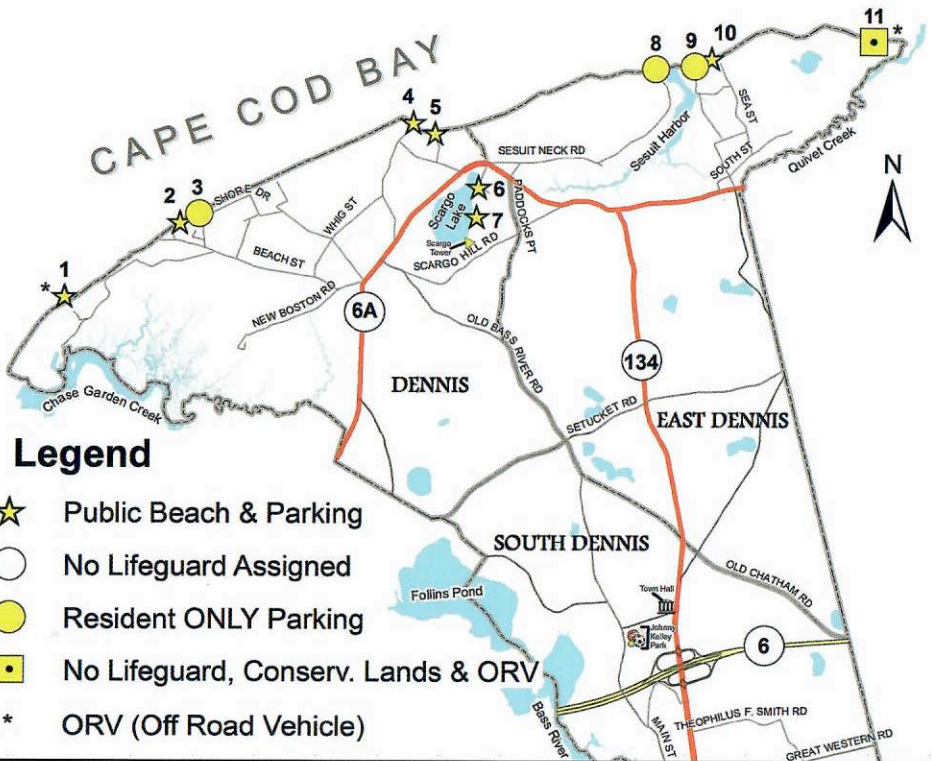 CAPE COD BAY
11
*
10
9
8
4
5
SEA ST
Sesuit Harbor
SESUIT NECK RD
SOUTH ST
Quivet Creek
N
3
2
SHORE DR
WHIG ST
6
Scargo
Lake
7
PADDOCKS PT
Scargo
Tower
SCARGO HILL RD
BEACH ST
1
*
NEW BOSTON RD
6A
OLD BASS RIVER RD
134
DENNIS
Chase Garden Creek
SETUCKET RD
EAST DENNIS
Legend
Public Beach & Parking
No Lifeguard Assigned
Resident ONLY Parking
No Lifeguard, Conserv. Lands & ORV
* ORV (Off Road Vehicle)
SOUTH DENNIS
OLD CHATHAM RD
Follins Pond
Town Hall
Johnny
Kelley
Park
6
Bass River
MAIN ST
THEOPHILUS F. SMITH RD
GREAT WESTERN RD